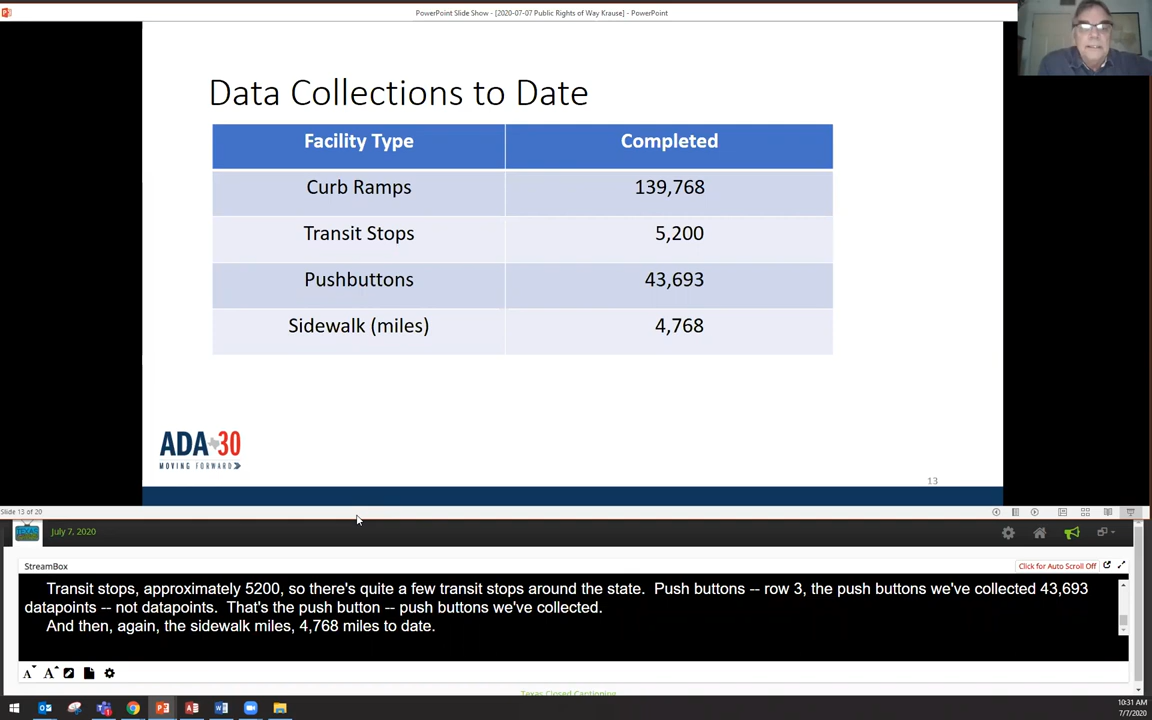 PowerPoint Slide Show - [2020-07-07 Public Rights of Way Krause] - PowerPoint
Data Collections to Date
Facility Type Completed
Curb Ramps 139,768
Transit Stops 5,200
Pushbuttons 43,693
Sidewalk (miles) 4,768
ADA 30
MOVING FORWARD
13
Slide 13 of 20
July 7, 2020
StreamBox
Click for Auto Scroll Off
Transit stops, approximately 5200, so there's quite a few transit stops around the state. Push buttons -- row 3, the push buttons we've collected 43,693
datapoints -- not datapoints. That's the push button -- push buttons we've collected.
And then, again, the sidewalk miles, 4,768 miles to date.
A A
Texas Closed Captioning
10:31 AM
7/7/2020